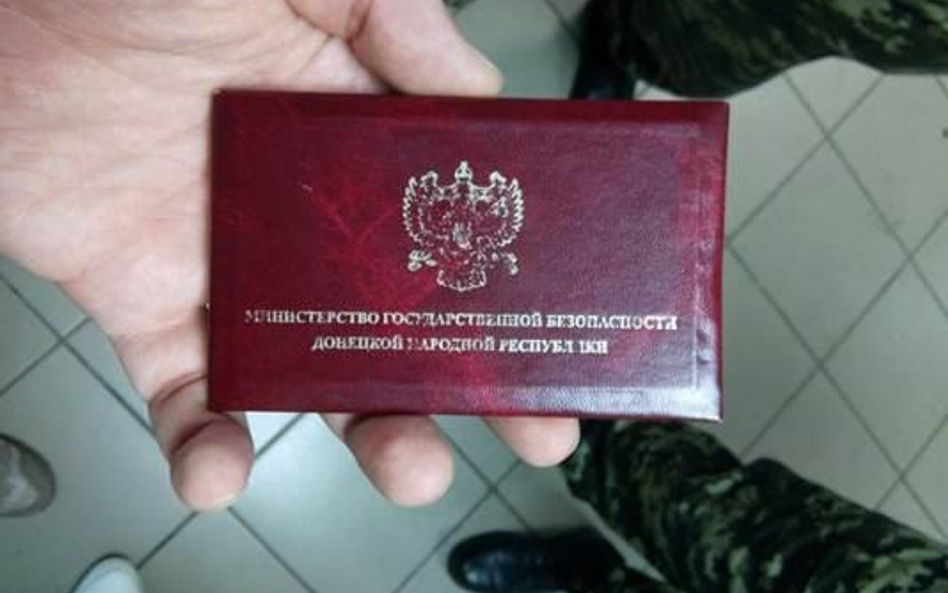 МИНИСТЕРСТВО ГОСУДАРСТВЕННОЙ БЕЗОПАСНОСТИ
ДОНЕЦКОЙ НАРОДНОЙ РЕСПУБЛИКИ